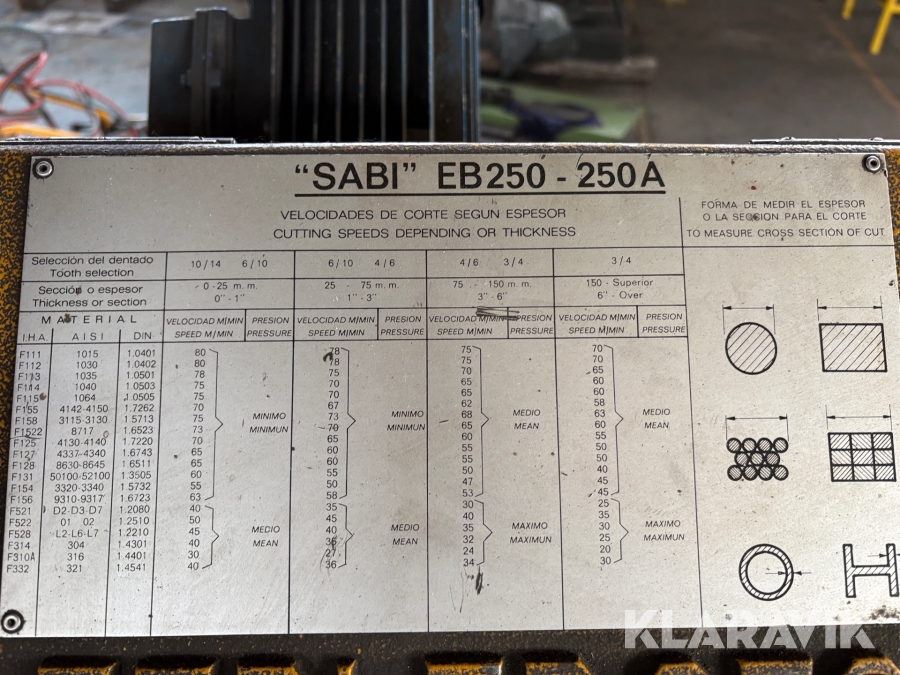 "SABI" EB250 - 250A
VELOCIDADES DE CORTE SEGUN ESPESOR
CUTTING SPEEDS DEPENDING OR THICKNESS
FORMA DE MEDIR EL ESPESOR
O LA SECCION PARA EL CORTE
TO MEASURE CROSS SECTION OF CUT
Selección del dentado 10/14 6/10 6/10 4/6 4/6 3/4 3/4
Tooth selection
Sección o espesor 0-25 m.m. 25 - 75 m.m. 75 - 150 m.m. 150 - Superior
Thickness or section 0" - 1" 1" - 3" 3" - 6" 6" - Over
MATERIAL VELOCIDAD M/MIN PRESION VELOCIDAD M/MIN PRESION VELOCIDAD M/MIN PRESION VELOCIDAD M/MIN PRESION
I.H.A. AISI DIN SPEED M/MIN PRESSURE SPEED M/MIN PRESSURE SPEED M/MIN PRESSURE SPEED M/MIN PRESSURE
F111 1015 1.0401 80 78 75 70
F112 1030 1.0402 80 78 75 70
F113 1035 1.0501 78 75 70 65
F114 1040 1.0503 75 70 65 60
F115 1064 1.0505 75 70 65 60
F155 4142-4150 1.7262 70 67 62 58
F158 3115-3130 1.5713 75 MINIMO 73 MINIMO 68 MEDIO 63 MEDIO
F1522 8717 1.6523 73 MINIMUN 70 MINIMUN 65 MEAN 60 MEAN
F125 4130-4140 1.7220 70 65 60 55
F127 4337-4340 1.6743 65 60 55 50
F128 8630-8645 1.6511 65 60 55 50
F131 50100-52100 1.3505 60 55 50 40
F154 3320-3340 1.5732 55 50 47 45
F156 9310-9317 1.6723 63 58 53 45
F521 D2-D3-D7 1.2080 40 35 30 25
F522 01 02 1.2510 50 45 40 35
F528 L2-L6-L7 1.2210 45 MEDIO 40 MEDIO 35 MAXIMO 30 MAXIMO
F314 304 1.4301 40 MEAN 36 MEAN 32 MAXIMUN 25 MAXIMUN
F310A 316 1.4401 30 27 24 20
F332 321 1.4541 40 36 34 30
KLARAVIK